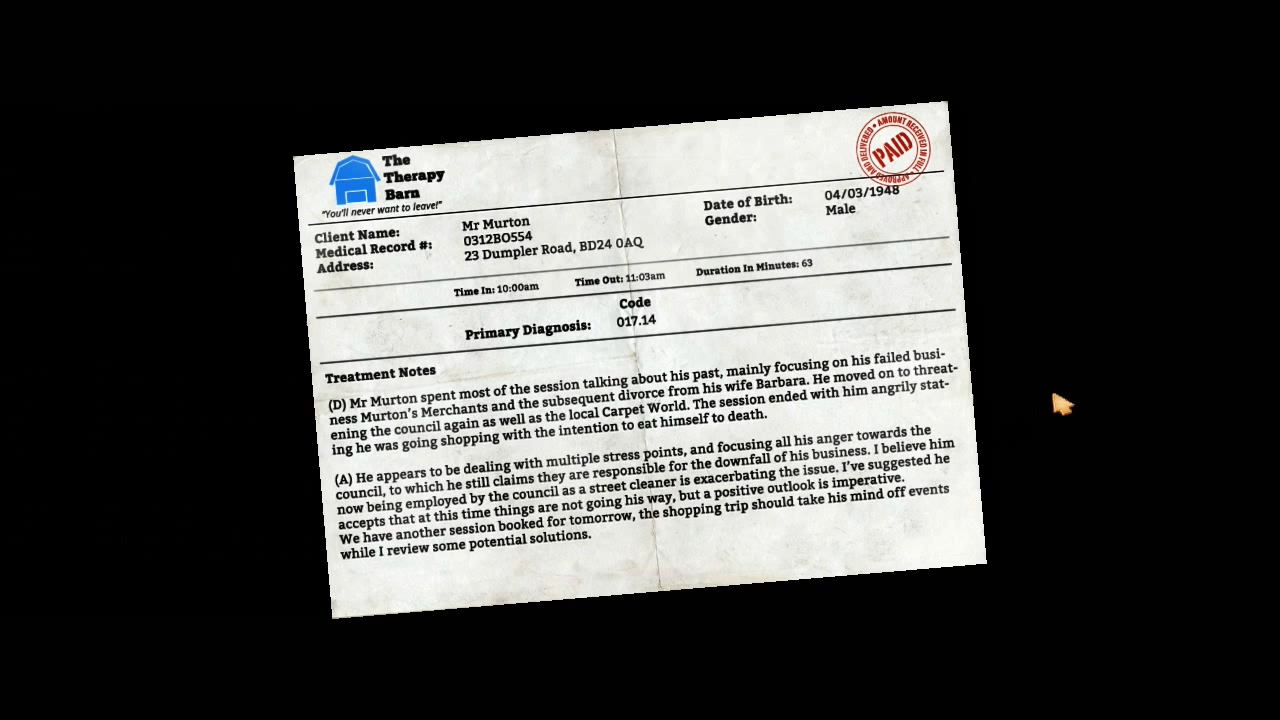 The
Therapy
Barn
"You'll never want to leave!"
AMOUNT RECEIVED IN FULL • APPROVED AND DELIVERED •
PAID
Client Name: Mr Murton
Medical Record #: 0312BO554
Address: 23 Dumpler Road, BD24 0AQ
Date of Birth: 04/03/1948
Gender: Male
Time In: 10:00am Time Out: 11:03am Duration In Minutes: 63
Code
Primary Diagnosis: 017.14
Treatment Notes
(D) Mr Murton spent most of the session talking about his past, mainly focusing on his failed busi-
ness Murton's Merchants and the subsequent divorce from his wife Barbara. He moved on to threat-
ening the council again as well as the local Carpet World. The session ended with him angrily stat-
ing he was going shopping with the intention to eat himself to death.
(A) He appears to be dealing with multiple stress points, and focusing all his anger towards the
council, to which he still claims they are responsible for the downfall of his business. I believe him
now being employed by the council as a street cleaner is exacerbating the issue. I've suggested he
accepts that at this time things are not going his way, but a positive outlook is imperative.
We have another session booked for tomorrow, the shopping trip should take his mind off events
while I review some potential solutions.